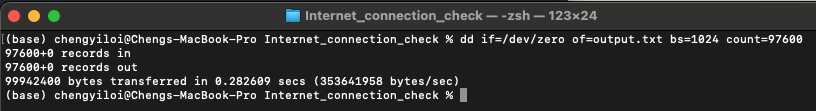 Internet_connection_check — -zsh — 123×24
(base) chengyiloi@Chengs-MacBook-Pro Internet_connection_check % dd if=/dev/zero of=output.txt bs=1024 count=97600
97600+0 records in
97600+0 records out
99942400 bytes transferred in 0.282609 secs (353641958 bytes/sec)
(base) chengyiloi@Chengs-MacBook-Pro Internet_connection_check %